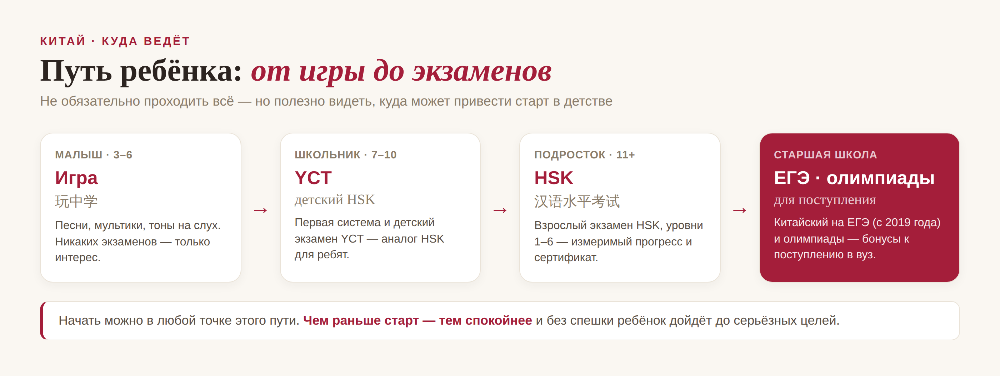 КИТАЙ · КУДА ВЕДЁТ
Путь ребёнка: от игры до экзаменов
Не обязательно проходить всё — но полезно видеть, куда может привести старт в детстве
МАЛЫШ · 3–6
Игра
玩中学
Песни, мультики, тоны на слух.
Никаких экзаменов — только
интерес.
→
ШКОЛЬНИК · 7–10
YCT
детский HSK
Первая система и детский
экзамен YCT — аналог HSK
для ребят.
→
ПОДРОСТОК · 11+
HSK
汉语水平考试
Взрослый экзамен HSK, уровни
1–6 — измеримый прогресс и
сертификат.
→
СТАРШАЯ ШКОЛА
ЕГЭ · олимпиады
для поступления
Китайский на ЕГЭ (с 2019 года)
и олимпиады — бонусы к
поступлению в вуз.
Начать можно в любой точке этого пути. Чем раньше старт — тем спокойнее и без спешки ребёнок дойдёт до серьёзных целей.